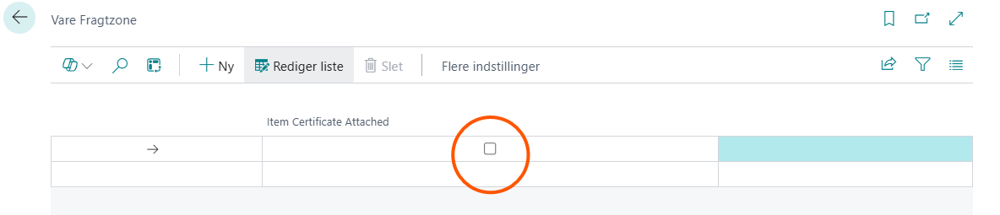 Vare Fragtzone
Ny Rediger liste Slet Flere indstillinger
Item Certificate Attached